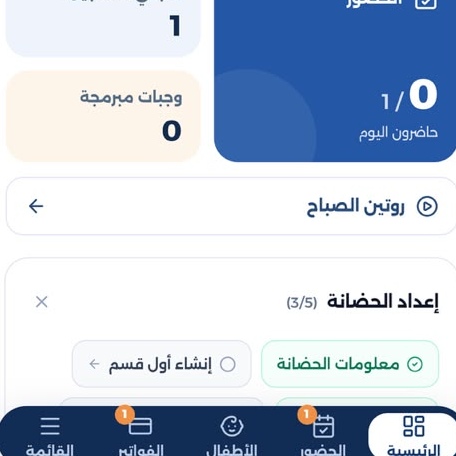 الحضور
1
0 / 1
حاضرون اليوم
وجبات مبرمجة
0
روتين الصباح
إعداد الحضانة (3/5)
معلومات الحضانة
إنشاء أول قسم
1
1
الرئيسية
الحضور
الفواتير
الأطفال
القائمة